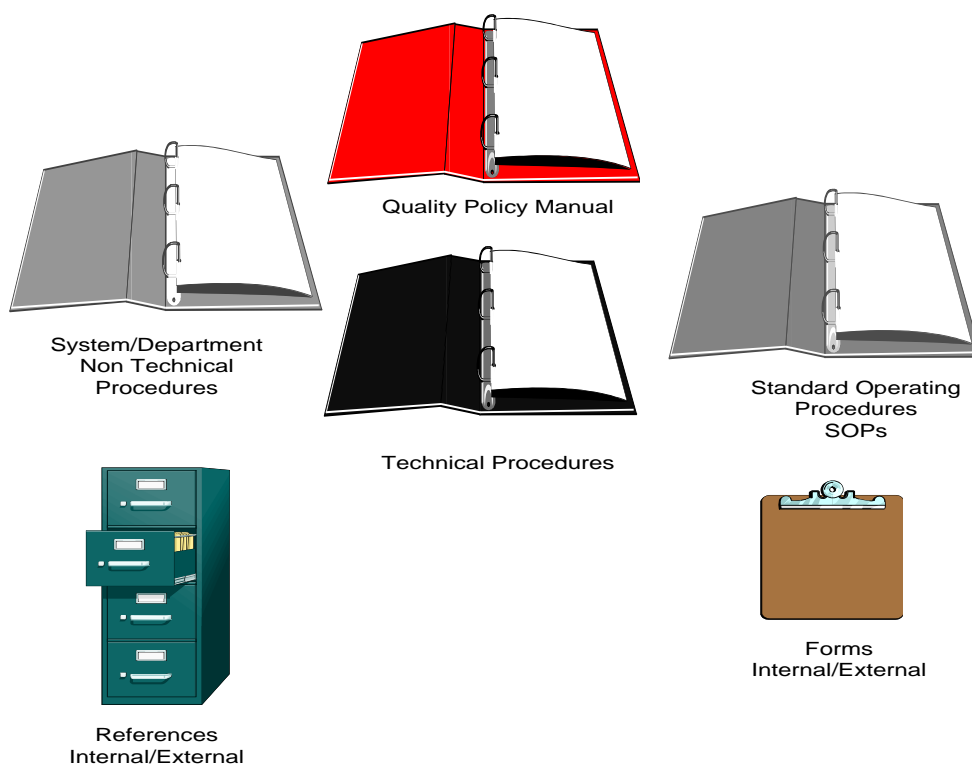 Quality Policy Manual
System/Department
Non Technical
Procedures
Standard Operating
Procedures
SOPs
Technical Procedures
Forms
Internal/External
References
Internal/External